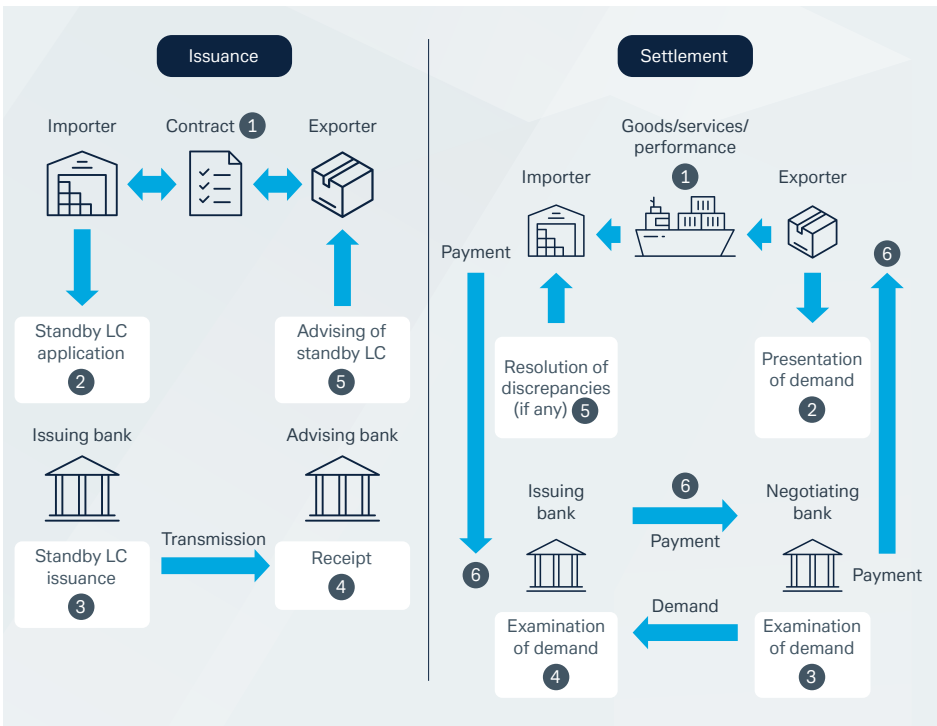 Issuance
Importer
Contract 1
Exporter
Standby LC
application
2
Advising of
standby LC
5
Issuing bank
Advising bank
Standby LC
issuance
3
Transmission
Receipt
4
Settlement
Goods/services/
performance
1
Importer
Exporter
Payment
6
Resolution of
discrepancies
(if any) 5
Presentation
of demand
2
Issuing
bank
6
Payment
Negotiating
bank
6
Payment
Demand
Examination
of demand
4
Examination
of demand
3